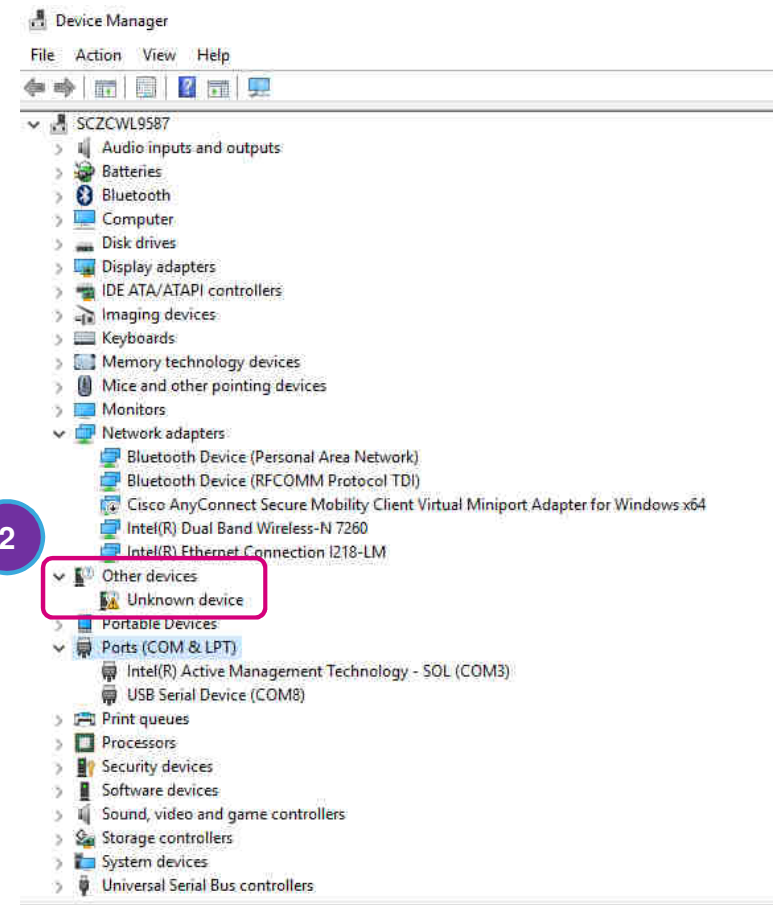 Device Manager
File Action View Help
SCZCWL9587
Audio inputs and outputs
Batteries
Bluetooth
Computer
Disk drives
Display adapters
IDE ATA/ATAPI controllers
Imaging devices
Keyboards
Memory technology devices
Mice and other pointing devices
Monitors
Network adapters
Bluetooth Device (Personal Area Network)
Bluetooth Device (RFCOMM Protocol TDI)
Cisco AnyConnect Secure Mobility Client Virtual Miniport Adapter for Windows x64
Intel(R) Dual Band Wireless-N 7260
2
Intel(R) Ethernet Connection I218-LM
Other devices
Unknown device
Portable Devices
Ports (COM & LPT)
Intel(R) Active Management Technology - SOL (COM3)
USB Serial Device (COM8)
Print queues
Processors
Security devices
Software devices
Sound, video and game controllers
Storage controllers
System devices
Universal Serial Bus controllers